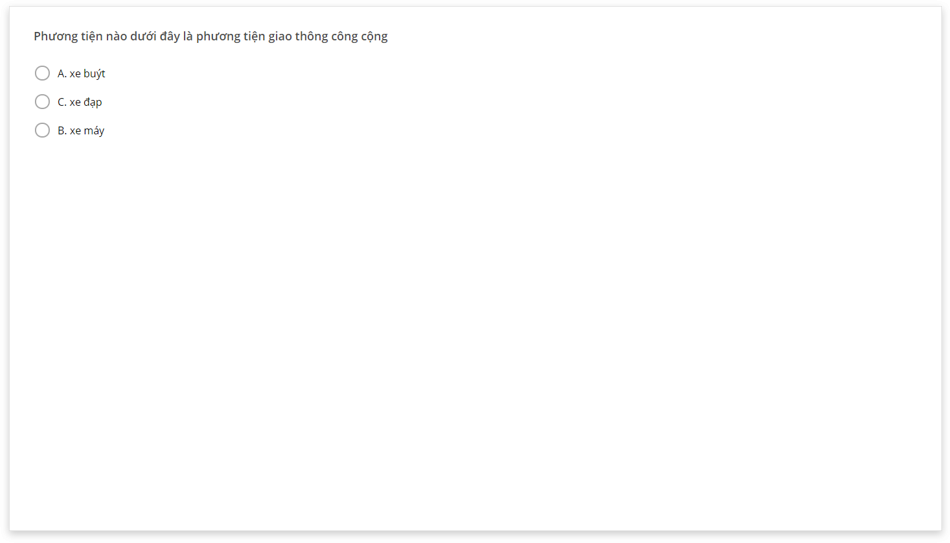 Phương tiện nào dưới đây là phương tiện giao thông công cộng
A. xe buýt
C. xe đạp
B. xe máy